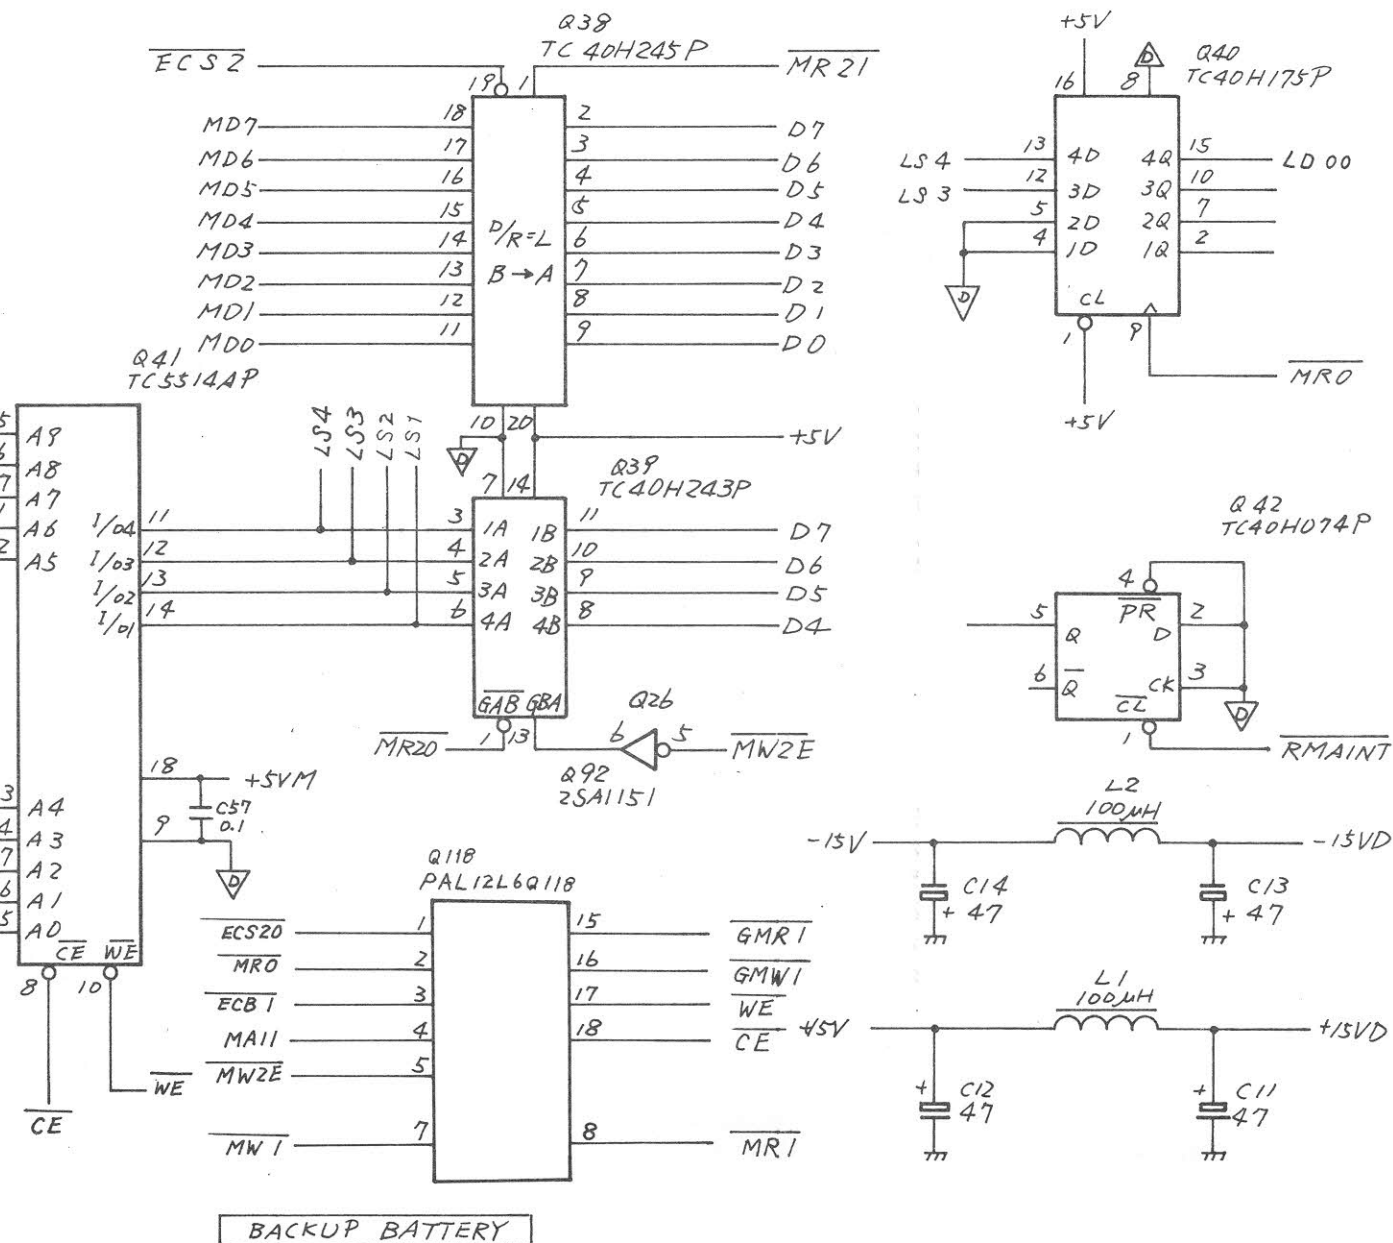 Q38
TC40H245P
ECS2
19
1
MR21
MD7 18 2 D7
MD6 17 3 D6
MD5 16 4 D5
MD4 15 5 D4
MD3 14 6 D3
MD2 13 7 D2
MD1 12 8 D1
MD0 11 9 D0
D/R=L
B→A
10 20
D
+5V
+5V
16
8
D
Q40
TC40H175P
LS4 13 4D 4Q 15 LD00
LS3 12 3D 3Q 10
5 2D 2Q 7
4 1D 1Q 2
D
CL
1
9
MR0
+5V
Q41
TC5514AP
5 A9
6 A8
7 A7
1 A6
2 A5
I/O4 11
I/O3 12
I/O2 13
I/O1 14
LS4
LS3
LS2
LS1
18
+5VM
C57
0.1
9
D
3 A4
4 A3
7 A2
6 A1
5 A0
CE WE
8
10
WE
CE
Q39
TC40H243P
7 14
3 1A 1B 11 D7
4 2A 2B 10 D6
5 3A 3B 9 D5
6 4A 4B 8 D4
GAB GBA
MR20 1 13
Q26
6 5
MW2E
Q92
2SA1151
Q42
TC40H074P
4
PR
5 Q D 2
6 Q CK 3
CL
D
1
RMAINT
Q118
PAL12L6Q118
ECS20 1 15 GMR1
MR0 2 16 GMW1
ECB1 3 17 WE
MA11 4 18 CE
MW2E 5
MW1 7 8 MR1
L2
100μH
-15V
-15VD
C14
+ 47
C13
+ 47
L1
100μH
+15VD
+ C12
47
+ C11
47
BACKUP BATTERY